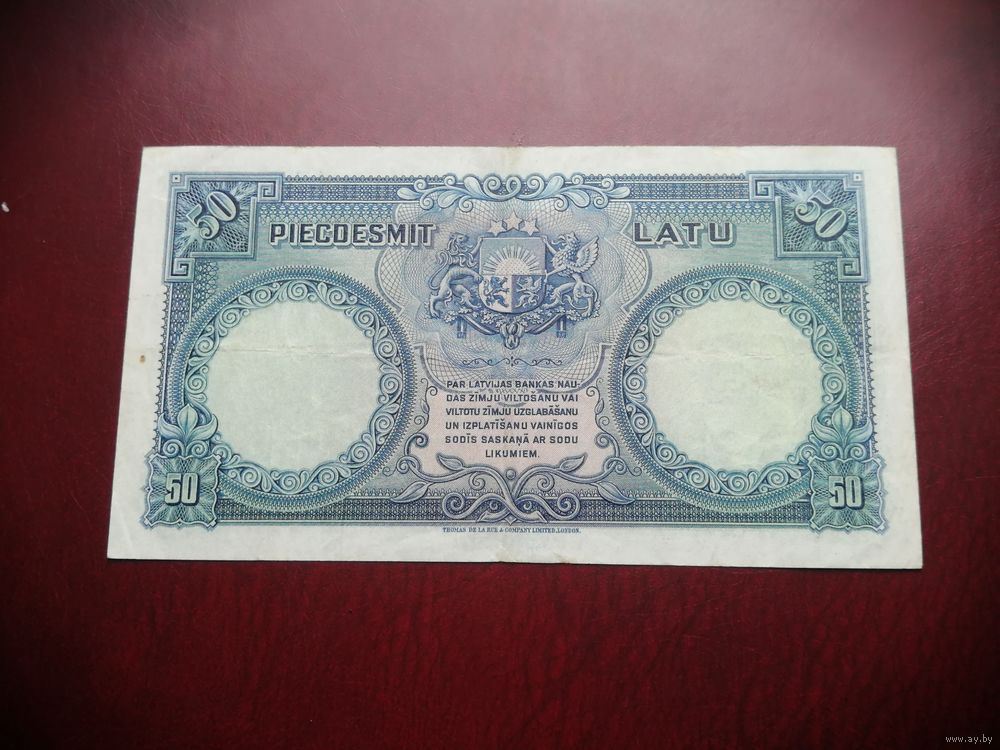 50 50
PIECDESMIT LATU
PAR LATVIJAS BANKAS NAU-
DAS ZĪMJU VILTOŠANU VAI
VILTOTU ZĪMJU UZGLABĀŠANU
UN IZPLATĪŠANU VAINĪGOS
SODĪS SASKAŅĀ AR SODU
LIKUMIEM.
50 50
THOMAS DE LA RUE & COMPANY LIMITED, LONDON.
www.ay.by